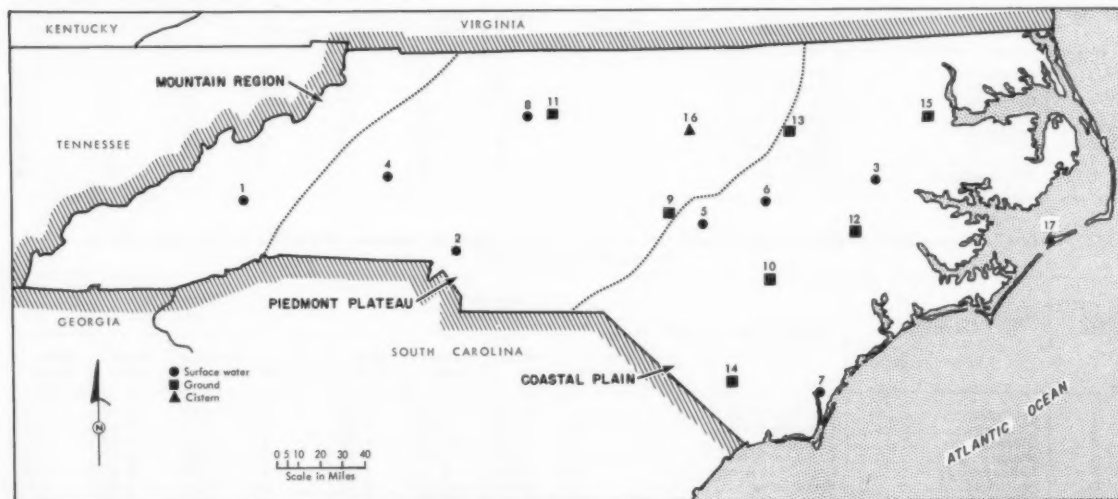 KENTUCKY
VIRGINIA
MOUNTAIN REGION
8
11
16
13
15
TENNESSEE
4
3
1
6
9
5
12
17
2
10
PIEDMONT PLATEAU
GEORGIA
SOUTH CAROLINA
COASTAL PLAIN
14
7
Surface water
Ground
Cistern
N
0 5 10 20 30 40
Scale in Miles
ATLANTIC OCEAN